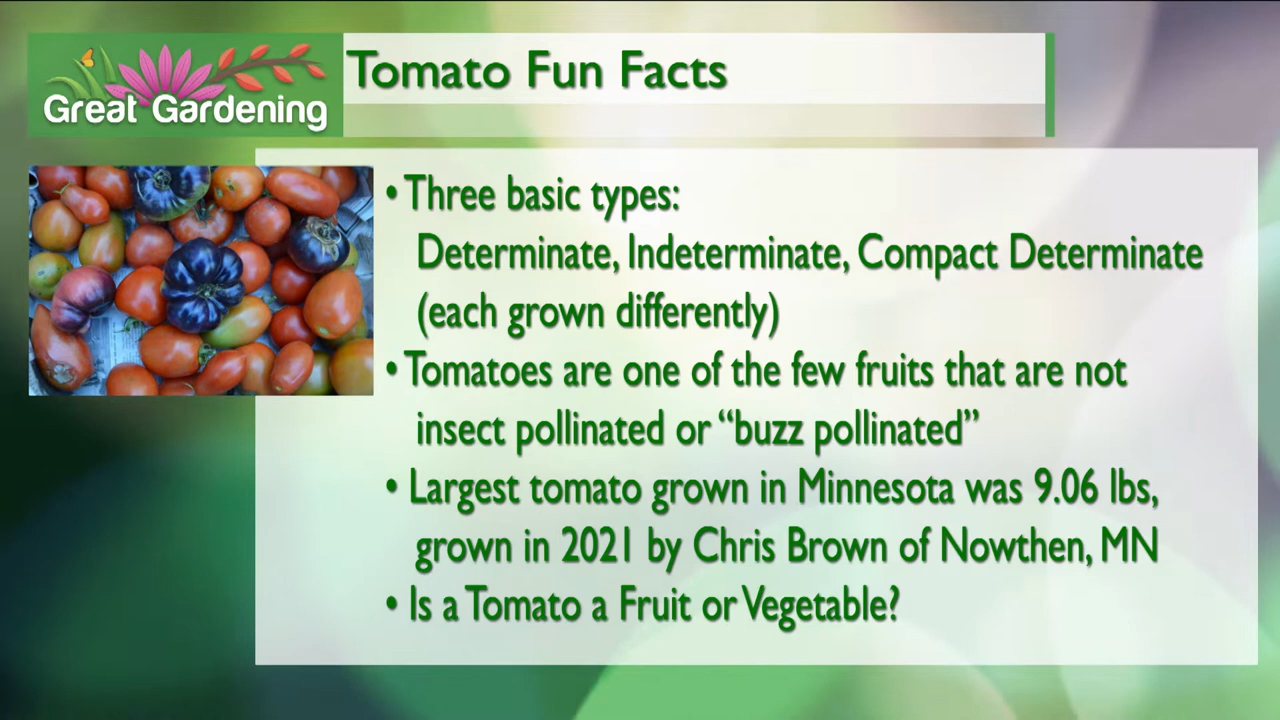 Great Gardening
Tomato Fun Facts
• Three basic types:
Determinate, Indeterminate, Compact Determinate
(each grown differently)
• Tomatoes are one of the few fruits that are not
insect pollinated or “buzz pollinated”
• Largest tomato grown in Minnesota was 9.06 lbs,
grown in 2021 by Chris Brown of Nowthen, MN
• Is a Tomato a Fruit or Vegetable?